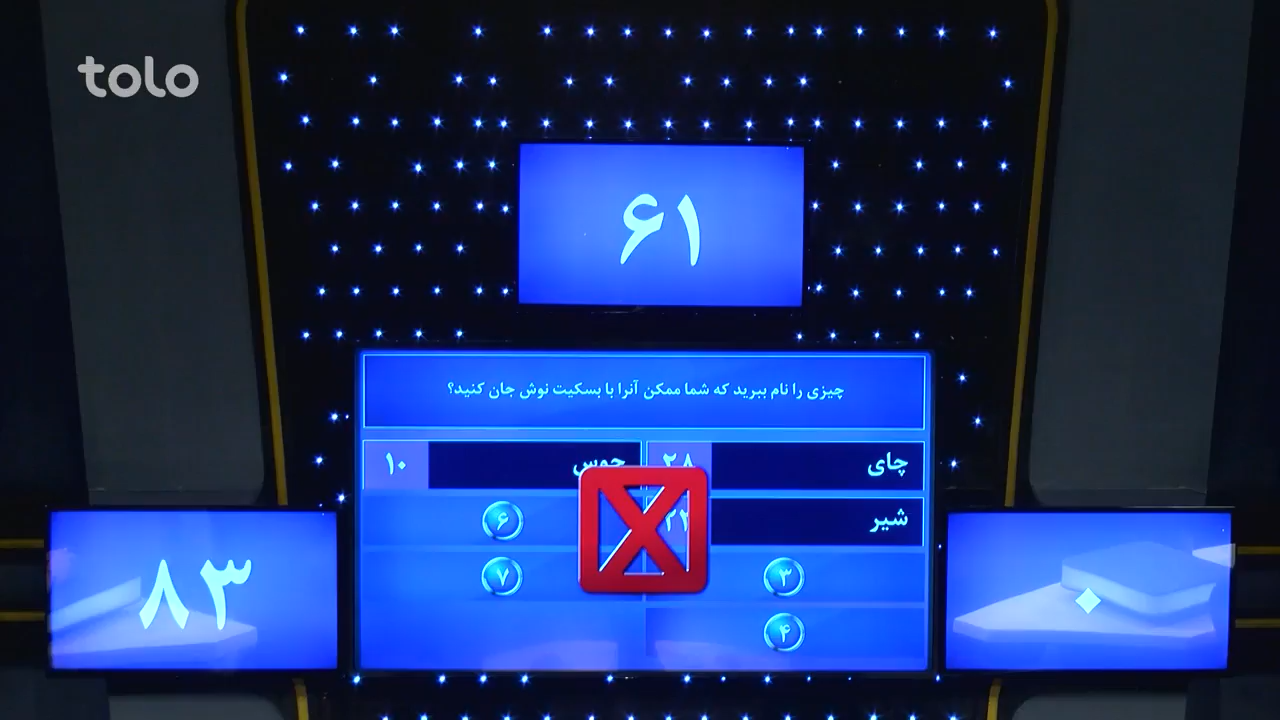 tolo
۶۱
چیزی را نام ببرید که شما ممکن آنرا با بسکیت نوش جان کنید؟
چای ۲۸
جوس ۱۰
شیر
۶
۳
۷
۴
۸۳
۰